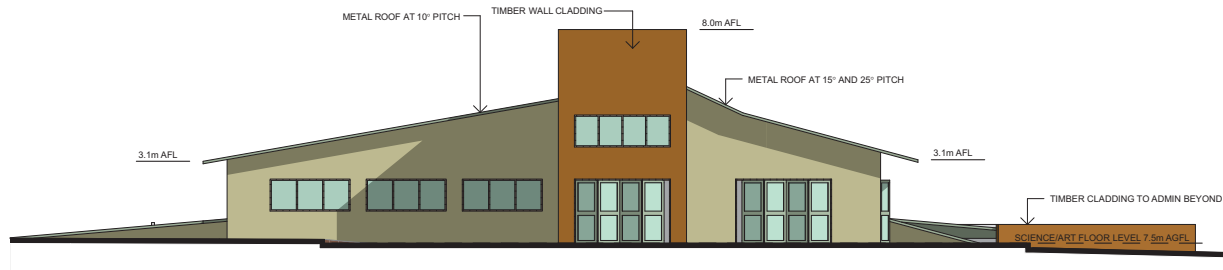 TIMBER WALL CLADDING
METAL ROOF AT 10° PITCH
8.0m AFL
METAL ROOF AT 15° AND 25° PITCH
3.1m AFL
3.1m AFL
TIMBER CLADDING TO ADMIN BEYOND
SCIENCE/ART FLOOR LEVEL 7.5m AGFL